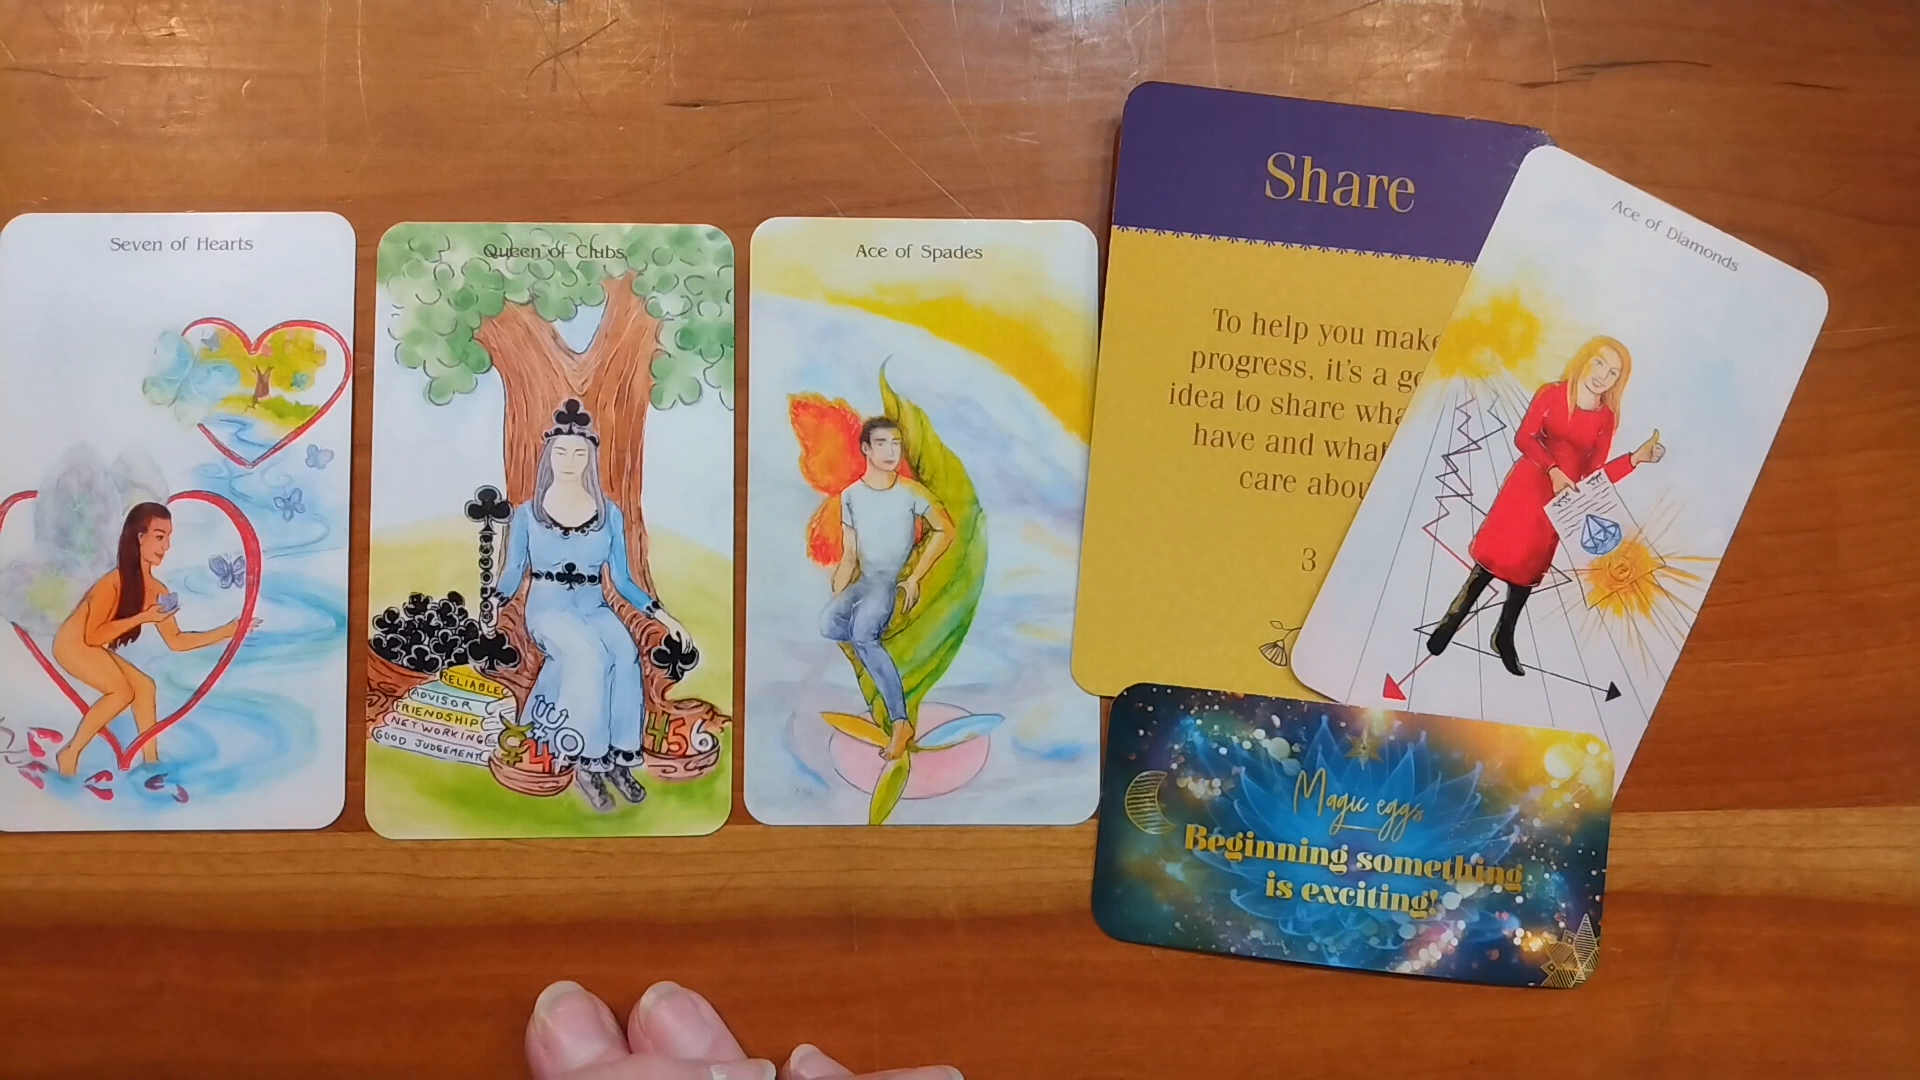 Seven of Hearts
Queen of Clubs
RELIABLE
ADVISOR
FRIENDSHIP
NETWORKING
GOOD JUDGEMENT
456
Ace of Spades
Share
To help you make
progress, it's a
idea to share
have and what
care
3
Ace of Diamonds
Magic eggs
Beginning something
is exciting!